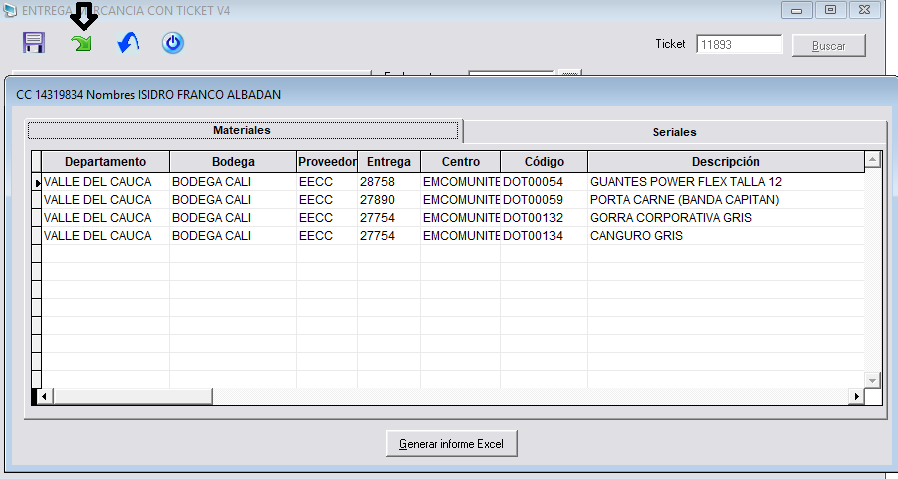 ENTREGA MERCANCIA CON TICKET V4
Ticket 11893 Buscar
CC 14319834 Nombres ISIDRO FRANCO ALBADAN
Materiales Seriales
Departamento Bodega Proveedor Entrega Centro Código Descripción
VALLE DEL CAUCA BODEGA CALI EECC 28758 EMCOMUNITE DOT00054 GUANTES POWER FLEX TALLA 12
VALLE DEL CAUCA BODEGA CALI EECC 27890 EMCOMUNITE DOT00059 PORTA CARNE (BANDA CAPITAN)
VALLE DEL CAUCA BODEGA CALI EECC 27754 EMCOMUNITE DOT00132 GORRA CORPORATIVA GRIS
VALLE DEL CAUCA BODEGA CALI EECC 27754 EMCOMUNITE DOT00134 CANGURO GRIS
Generar informe Excel